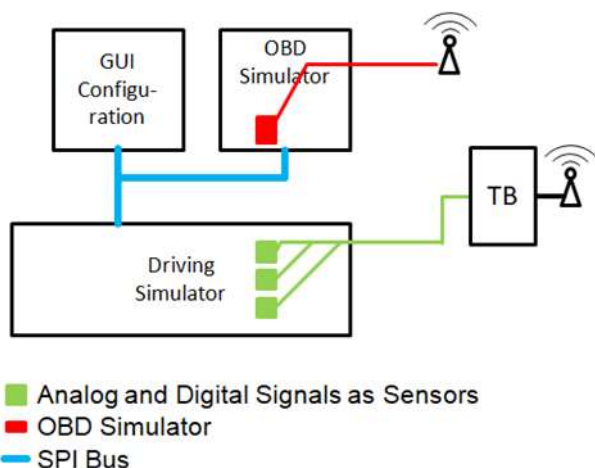 GUI
Configu-
ration
OBD
Simulator
TB
Driving
Simulator
Analog and Digital Signals as Sensors
OBD Simulator
SPI Bus